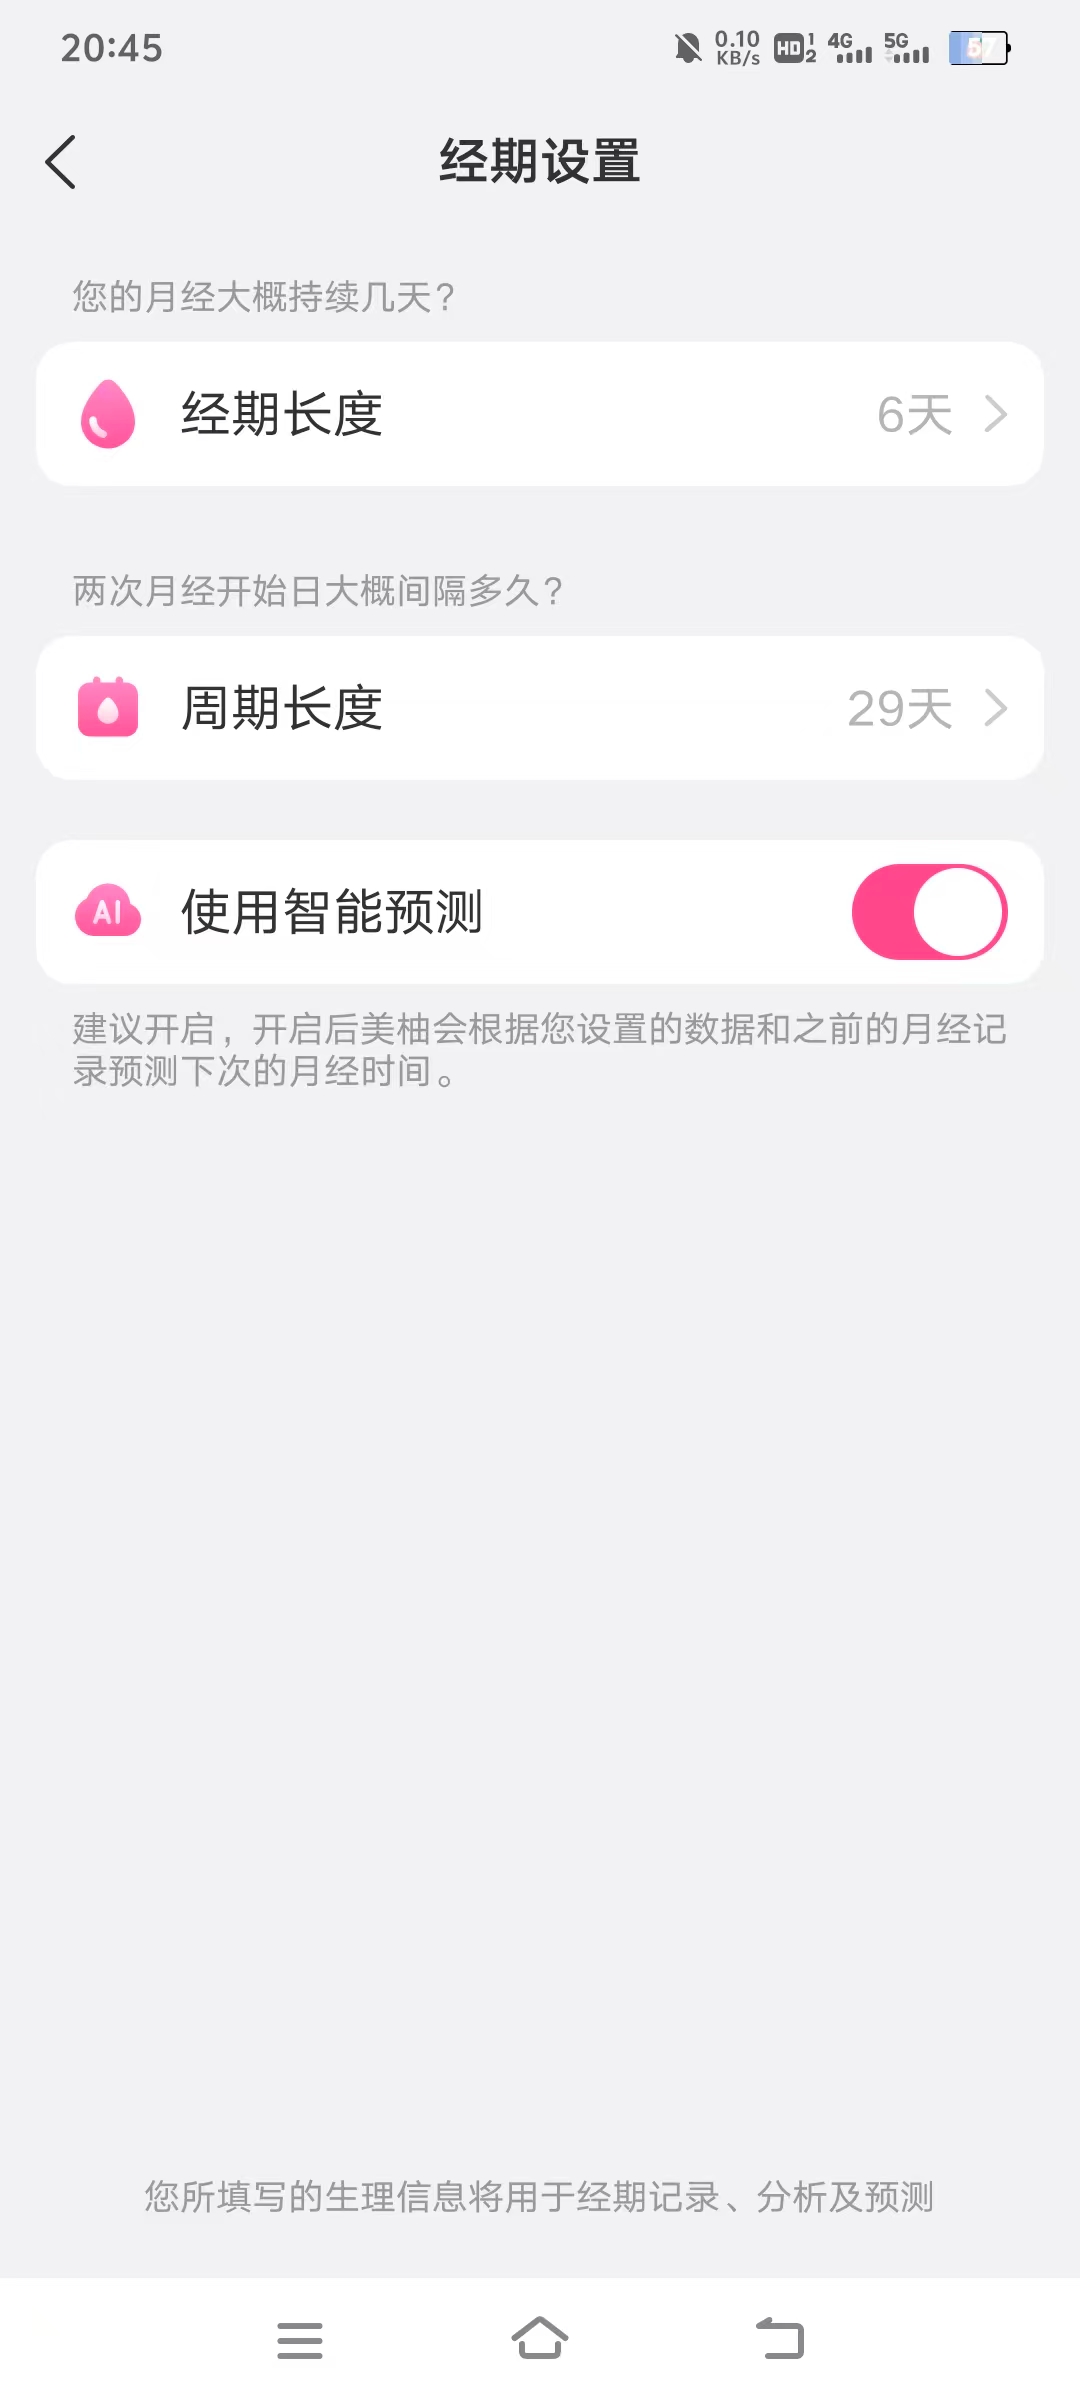 20:45
0.10
KB/s
HD 1
2
4G
5G
57
经期设置
您的月经大概持续几天?
经期长度
6天
两次月经开始日大概间隔多久?
周期长度
29天
AI
使用智能预测
建议开启，开启后美柚会根据您设置的数据和之前的月经记
录预测下次的月经时间。
您所填写的生理信息将用于经期记录、分析及预测